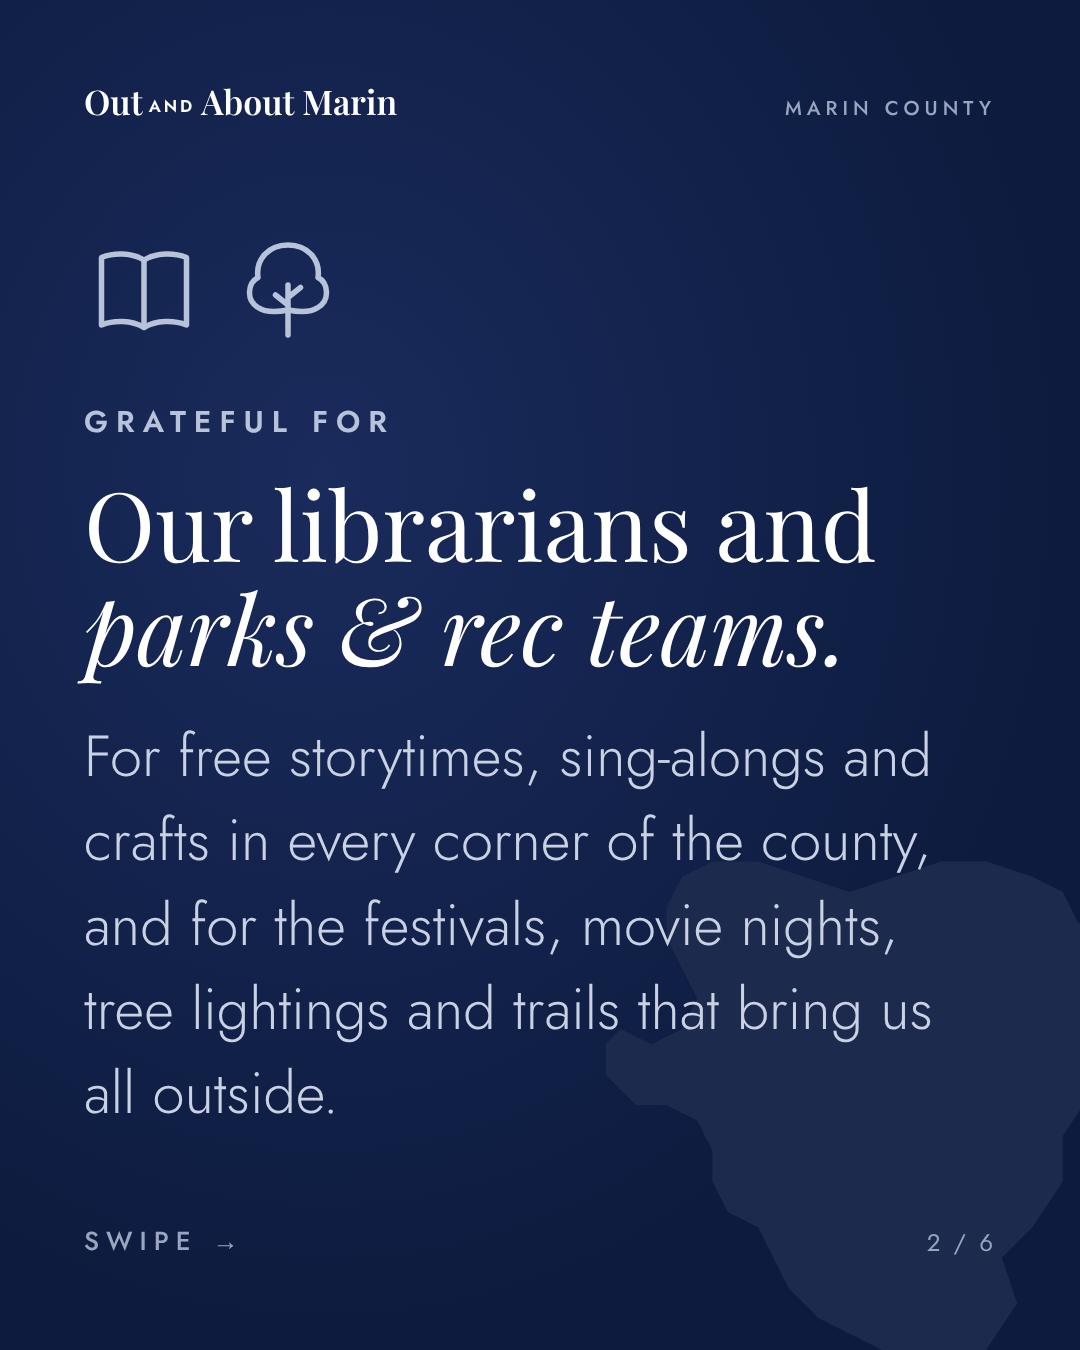 Out AND About Marin
MARIN COUNTY
GRATEFUL FOR
Our librarians and
parks & rec teams.
For free storytimes, sing-alongs and
crafts in every corner of the county,
and for the festivals, movie nights,
tree lightings and trails that bring us
all outside.
SWIPE →
2 / 6